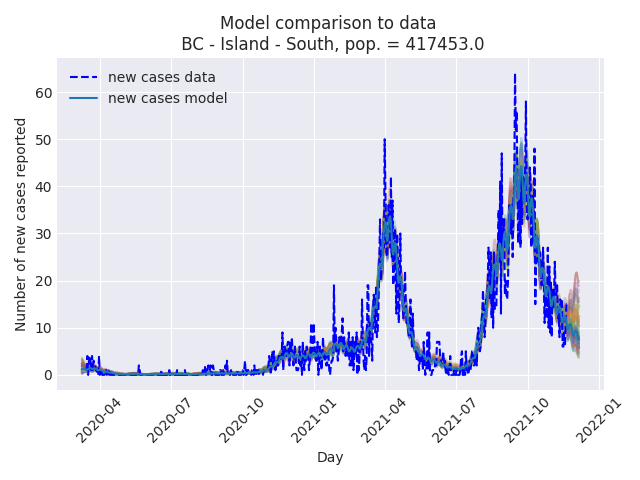 Model comparison to data
BC - Island - South, pop. = 417453.0
new cases data
new cases model
Number of new cases reported
60
50
40
30
20
10
0
2020-04
2020-07
2020-10
2021-01
2021-04
2021-07
2021-10
2022-01
Day